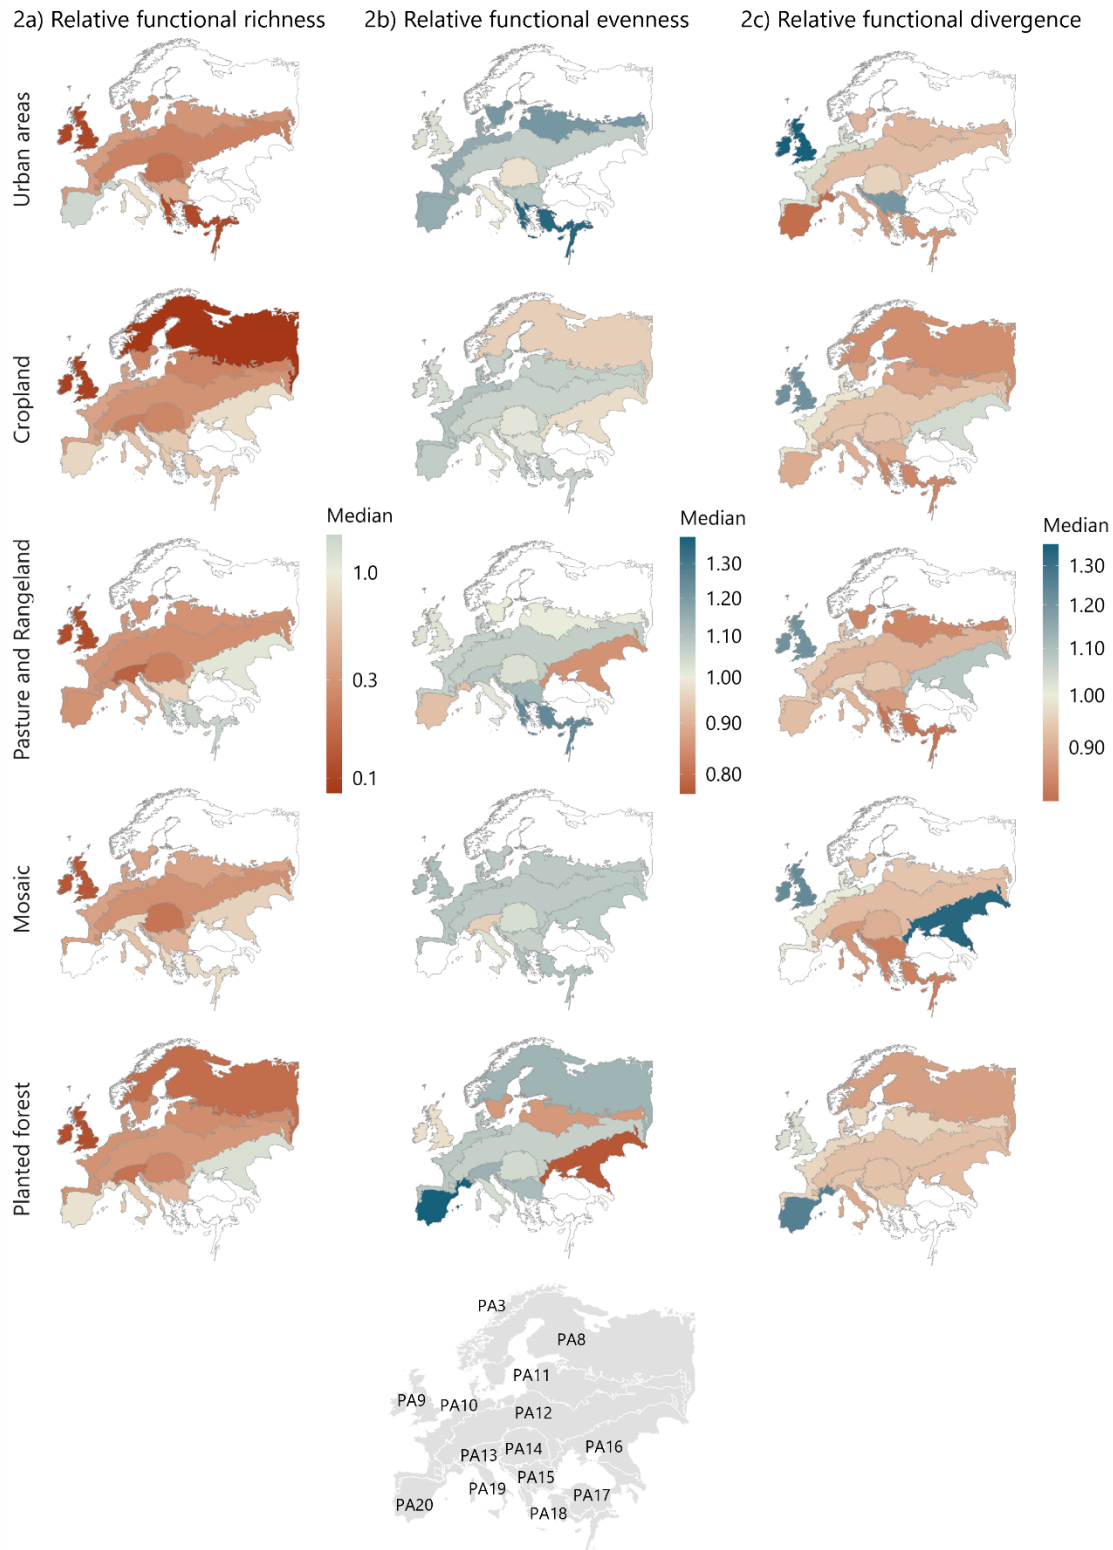 2a) Relative functional richness
2b) Relative functional evenness
2c) Relative functional divergence
Urban areas
Cropland
Pasture and Rangeland
Mosaic
Planted forest
Median
1.0
0.3
0.1
Median
1.30
1.20
1.10
1.00
0.90
0.80
Median
1.30
1.20
1.10
1.00
0.90
PA3
PA8
PA11
PA9
PA10
PA12
PA13
PA14
PA16
PA15
PA19
PA17
PA20
PA18